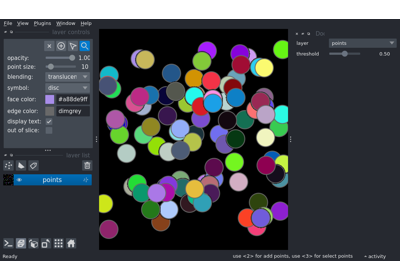 File View Plugins Window Help
layer controls
opacity: 1.00
point size: 10
blending: translucen
symbol: disc
face color: #a88de9ff
edge color: dimgrey
display text:
out of slice:
layer list
points
Do
layer points
threshold 0.50
Ready
use <2> for add points, use <3> for select points
activity